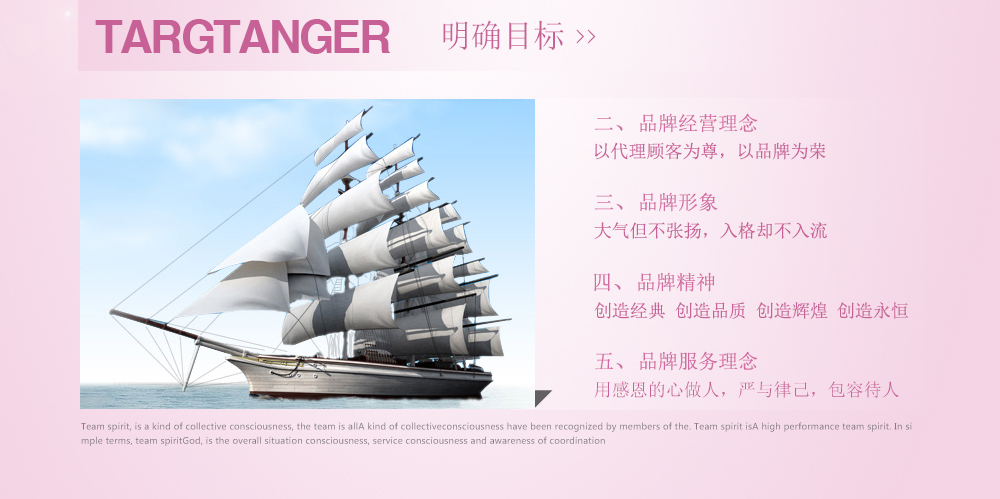 TARGTANGER
明确目标 >>
二、品牌经营理念
以代理顾客为尊，以品牌为荣
三、品牌形象
大气但不张扬，入格却不入流
四、品牌精神
创造经典 创造品质 创造辉煌 创造永恒
五、品牌服务理念
用感恩的心做人，严与律己，包容待人
Team spirit, is a kind of collective consciousness, the team is allA kind of collectiveconsciousness have been recognized by members of the. Team spirit isA high performance team spirit. In si
mple terms, team spiritGod, is the overall situation consciousness, service consciousness and awareness of coordination